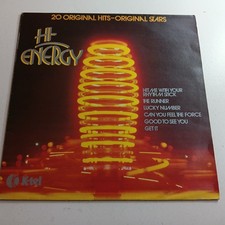 20 ORIGINAL HITS-ORIGINAL STARS
HI-
ENERGY
HIT ME WITH YOUR
RHYTHM STICK
THE RUNNER
LUCKY NUMBER
CAN YOU FEEL THE FORCE
GOOD TO SEE YOU
GET IT
K-tel